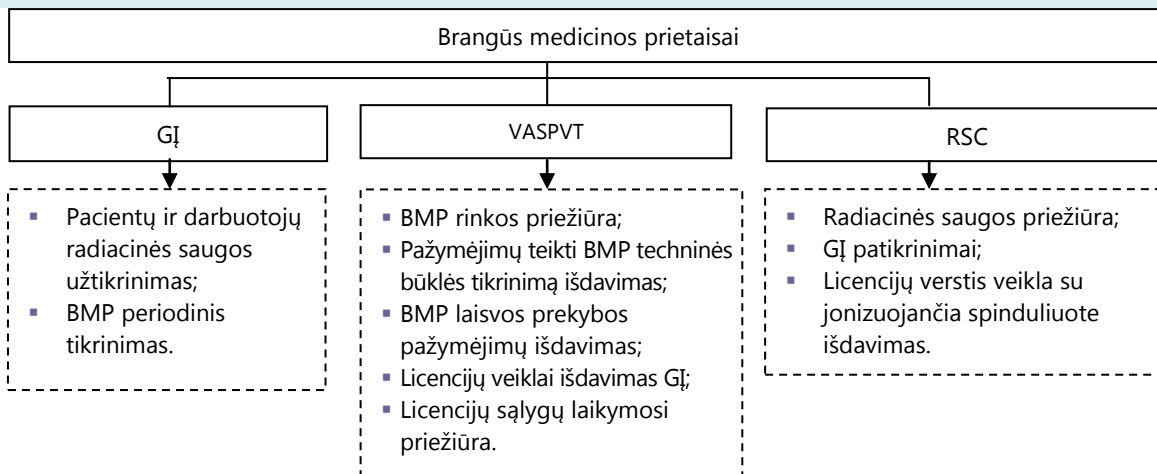 Brangūs medicinos prietaisai
GĮ
VASPVT
RSC
▪ Pacientų ir darbuotojų
radiacinės saugos
užtikrinimas;
▪ BMP periodinis
tikrinimas.
▪ BMP rinkos priežiūra;
▪ Pažymėjimų teikti BMP techninės
būklės tikrinimą išdavimas;
▪ BMP laisvos prekybos
pažymėjimų išdavimas;
▪ Licencijų veiklai išdavimas GĮ;
▪ Licencijų sąlygų laikymosi
priežiūra.
▪ Radiacinės saugos priežiūra;
▪ GĮ patikrinimai;
▪ Licencijų verstis veikla su
jonizuojančia spinduliuote
išdavimas.